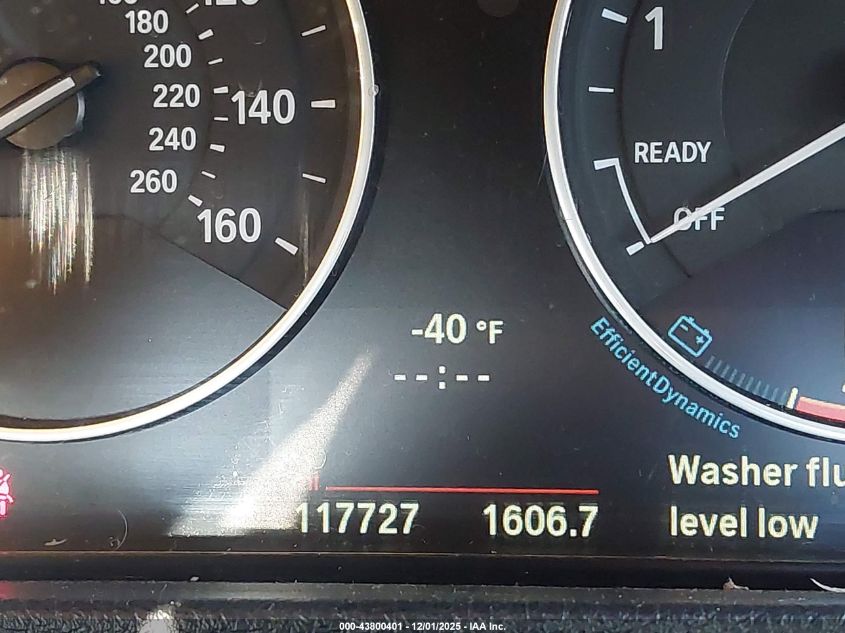 180
200
220
240
260
140
160
1
READY
OFF
-40 °F
--:--
EfficientDynamics
117727
1606.7
Washer flu
level low
000-43800401 - 12/01/2025 - IAA Inc.